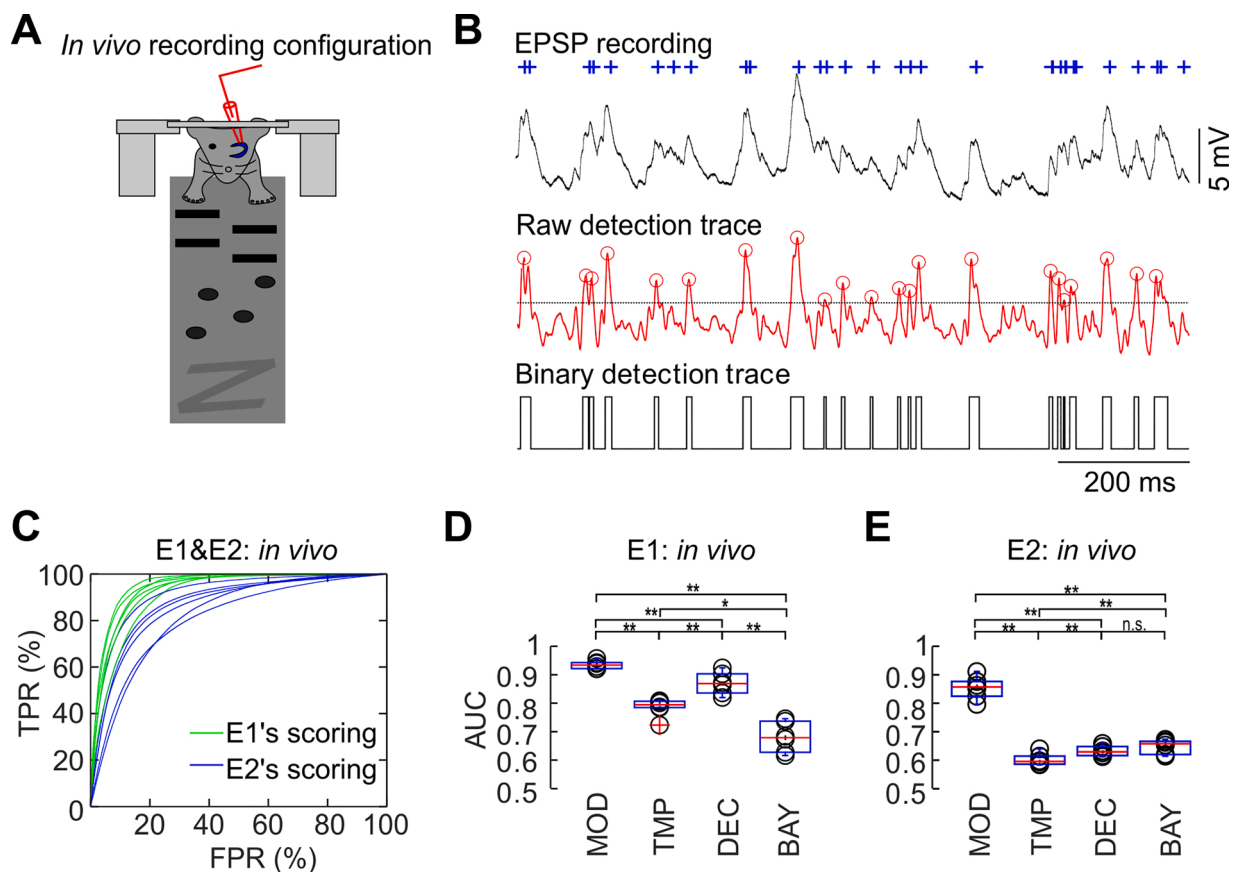 A
In vivo recording configuration
B
EPSP recording
5 mV
Raw detection trace
Binary detection trace
200 ms
C
E1&E2: in vivo
100
80
60
40
20
0
TPR (%)
E1's scoring
E2's scoring
20 40 60 80 100
FPR (%)
D
E1: in vivo
**
** *
** ** **
1
0.9
0.8
0.7
0.6
0.5
AUC
MOD TMP DEC BAY
E
E2: in vivo
**
** **
** ** n.s.
1
0.9
0.8
0.7
0.6
0.5
MOD TMP DEC BAY